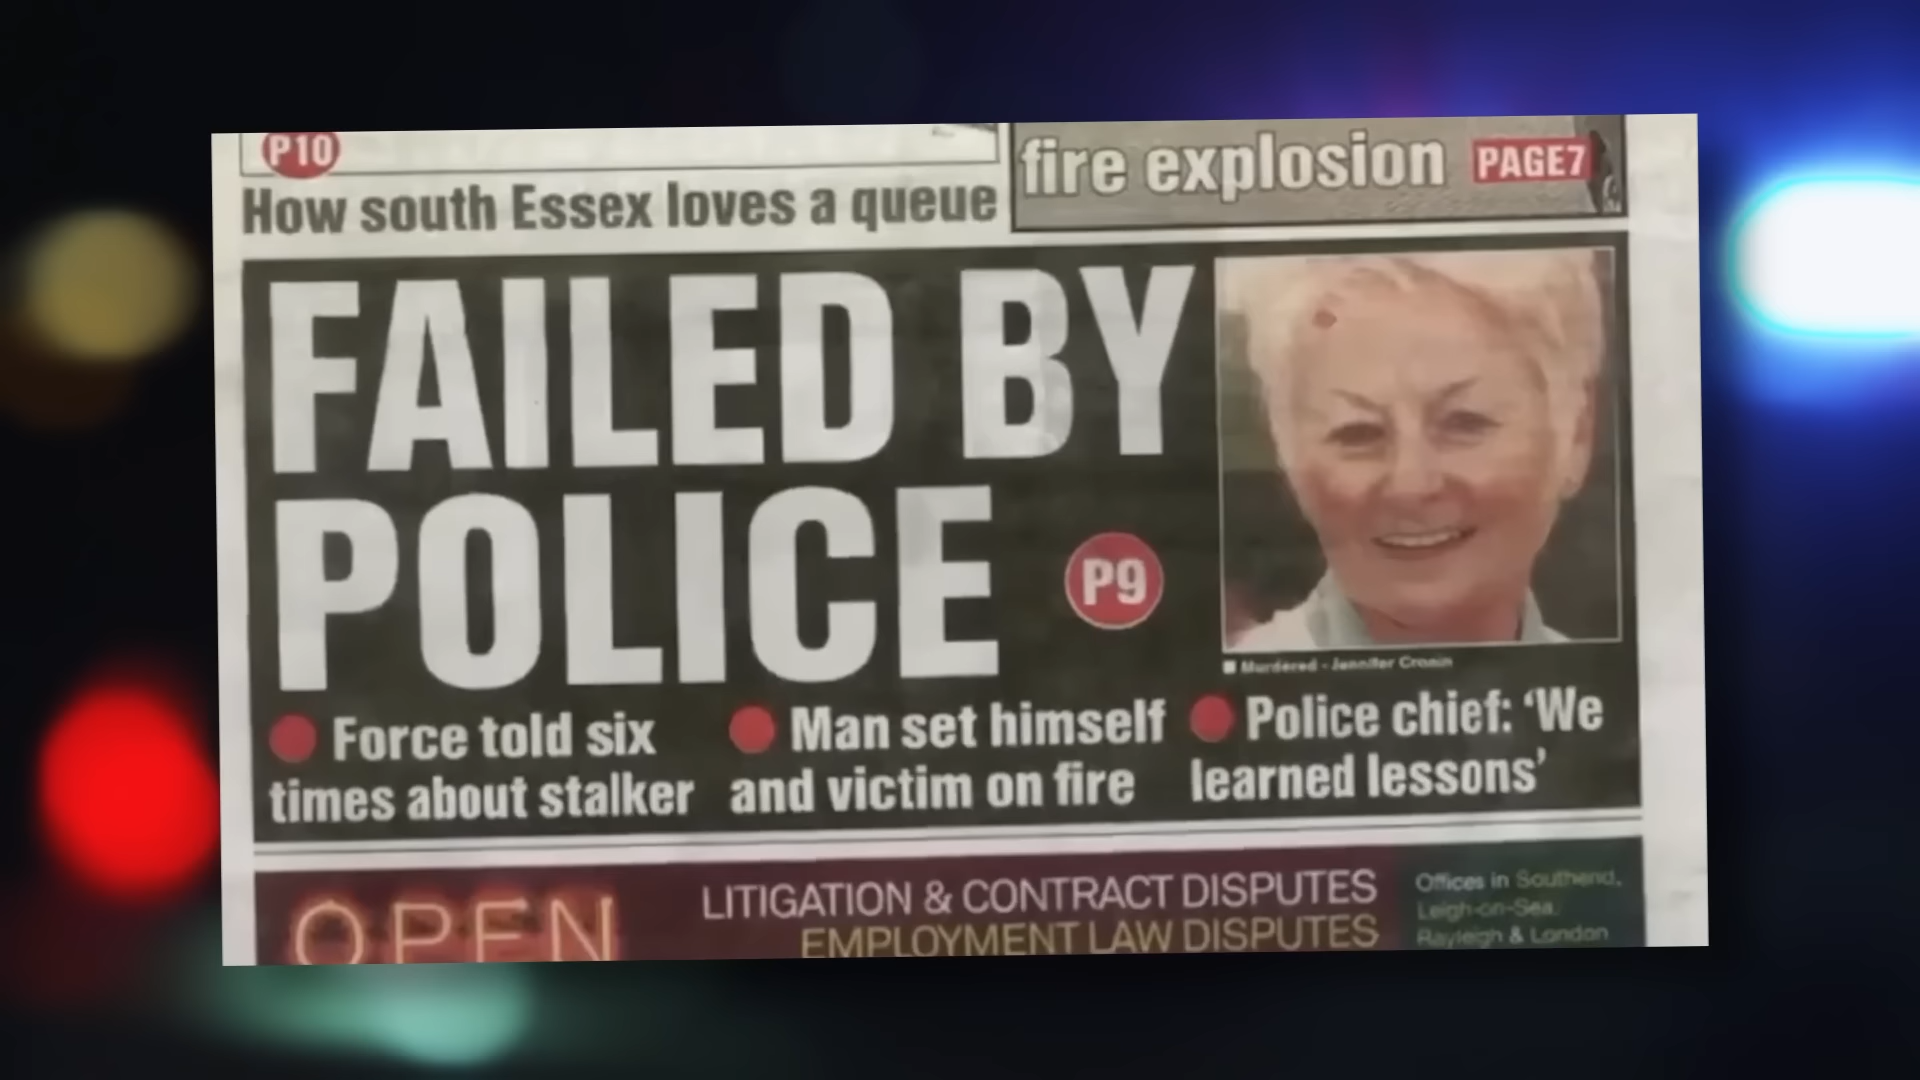 P10
How south Essex loves a queue
fire explosion PAGE7
FAILED BY
POLICE
P9
Murdered - Jennifer Cronin
Force told six
times about stalker
Man set himself
and victim on fire
Police chief: ‘We
learned lessons’
OPEN
LITIGATION & CONTRACT DISPUTES
EMPLOYMENT LAW DISPUTES
Offices in Southend,
Leigh-on-Sea,
Rayleigh & London